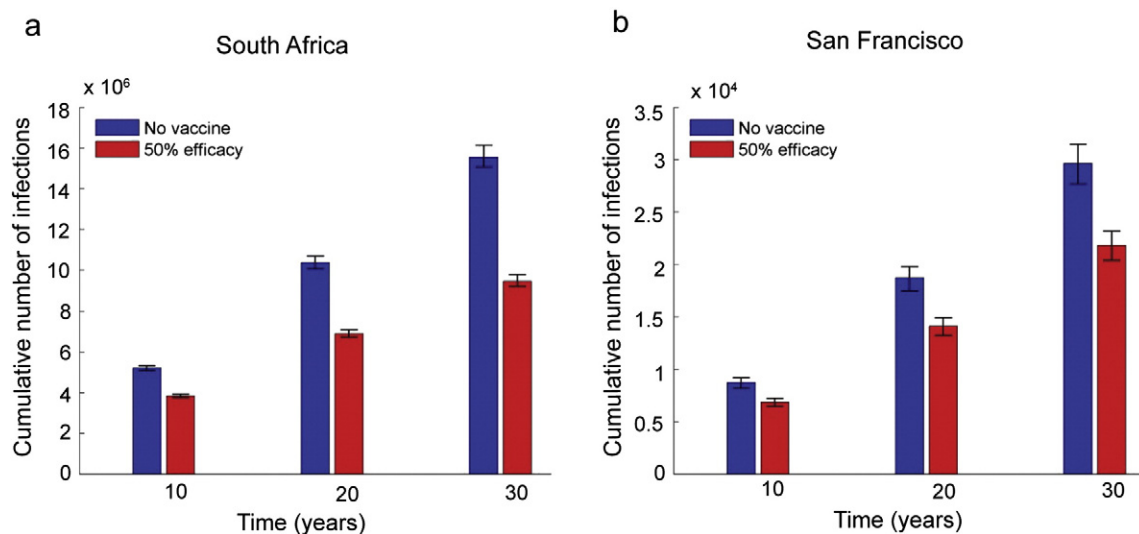 a
South Africa
x 10⁶
18
16
14
12
10
8
6
4
2
0
Cumulative number of infections
No vaccine
50% efficacy
10
20
30
Time (years)
b
San Francisco
x 10⁴
3.5
3
2.5
2
1.5
1
0.5
0
Cumulative number of infections
No vaccine
50% efficacy
10
20
30
Time (years)